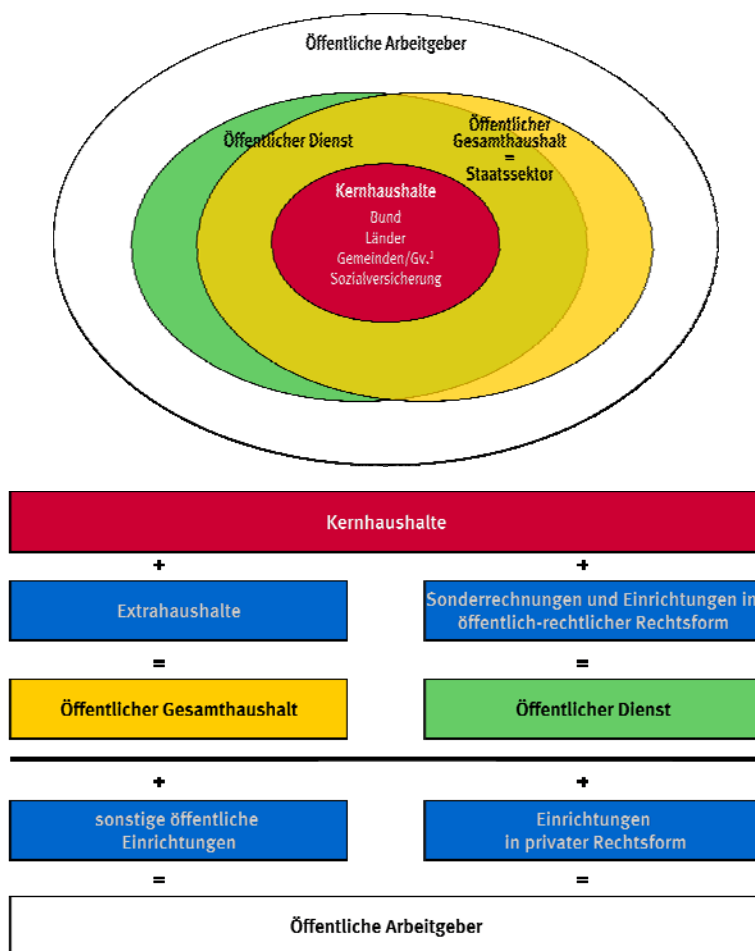 Öffentliche Arbeitgeber
Öffentlicher Dienst
Öffentlicher
Gesamthaushalt
=
Staatssektor
Kernhaushalte
Bund
Länder
Gemeinden/Gv.¹
Sozialversicherung
Kernhaushalte
+ +
Extrahaushalte
Sonderrechnungen und Einrichtungen in
öffentlich-rechtlicher Rechtsform
= =
Öffentlicher Gesamthaushalt
Öffentlicher Dienst
+ +
sonstige öffentliche
Einrichtungen
Einrichtungen
in privater Rechtsform
= =
Öffentliche Arbeitgeber